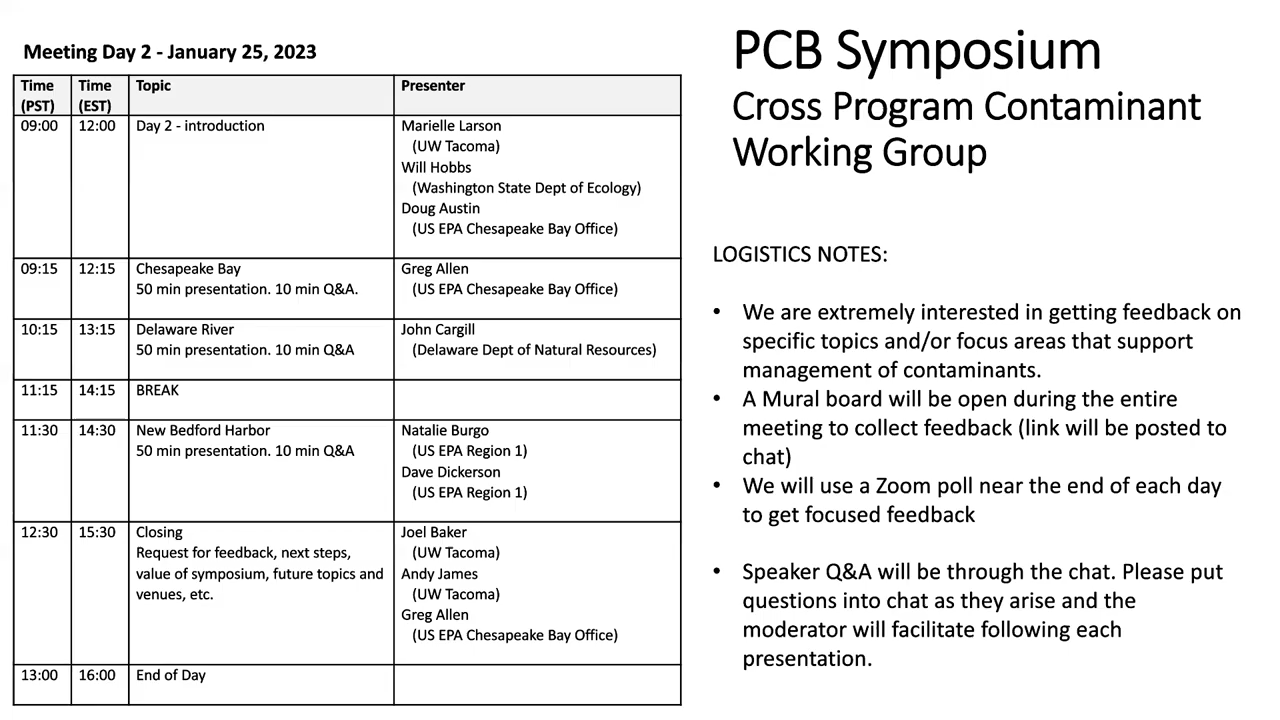 Meeting Day 2 - January 25, 2023
Time (PST) Time (EST) Topic Presenter
09:00 12:00 Day 2 - introduction Marielle Larson
(UW Tacoma)
Will Hobbs
(Washington State Dept of Ecology)
Doug Austin
(US EPA Chesapeake Bay Office)
09:15 12:15 Chesapeake Bay Greg Allen
50 min presentation. 10 min Q&A. (US EPA Chesapeake Bay Office)
10:15 13:15 Delaware River John Cargill
50 min presentation. 10 min Q&A (Delaware Dept of Natural Resources)
11:15 14:15 BREAK
11:30 14:30 New Bedford Harbor Natalie Burgo
50 min presentation. 10 min Q&A (US EPA Region 1)
Dave Dickerson
(US EPA Region 1)
12:30 15:30 Closing Joel Baker
Request for feedback, next steps, (UW Tacoma)
value of symposium, future topics and Andy James
venues, etc. (UW Tacoma)
Greg Allen
(US EPA Chesapeake Bay Office)
13:00 16:00 End of Day
PCB Symposium
Cross Program Contaminant
Working Group
LOGISTICS NOTES:
• We are extremely interested in getting feedback on
specific topics and/or focus areas that support
management of contaminants.
• A Mural board will be open during the entire
meeting to collect feedback (link will be posted to
chat)
• We will use a Zoom poll near the end of each day
to get focused feedback
• Speaker Q&A will be through the chat. Please put
questions into chat as they arise and the
moderator will facilitate following each
presentation.